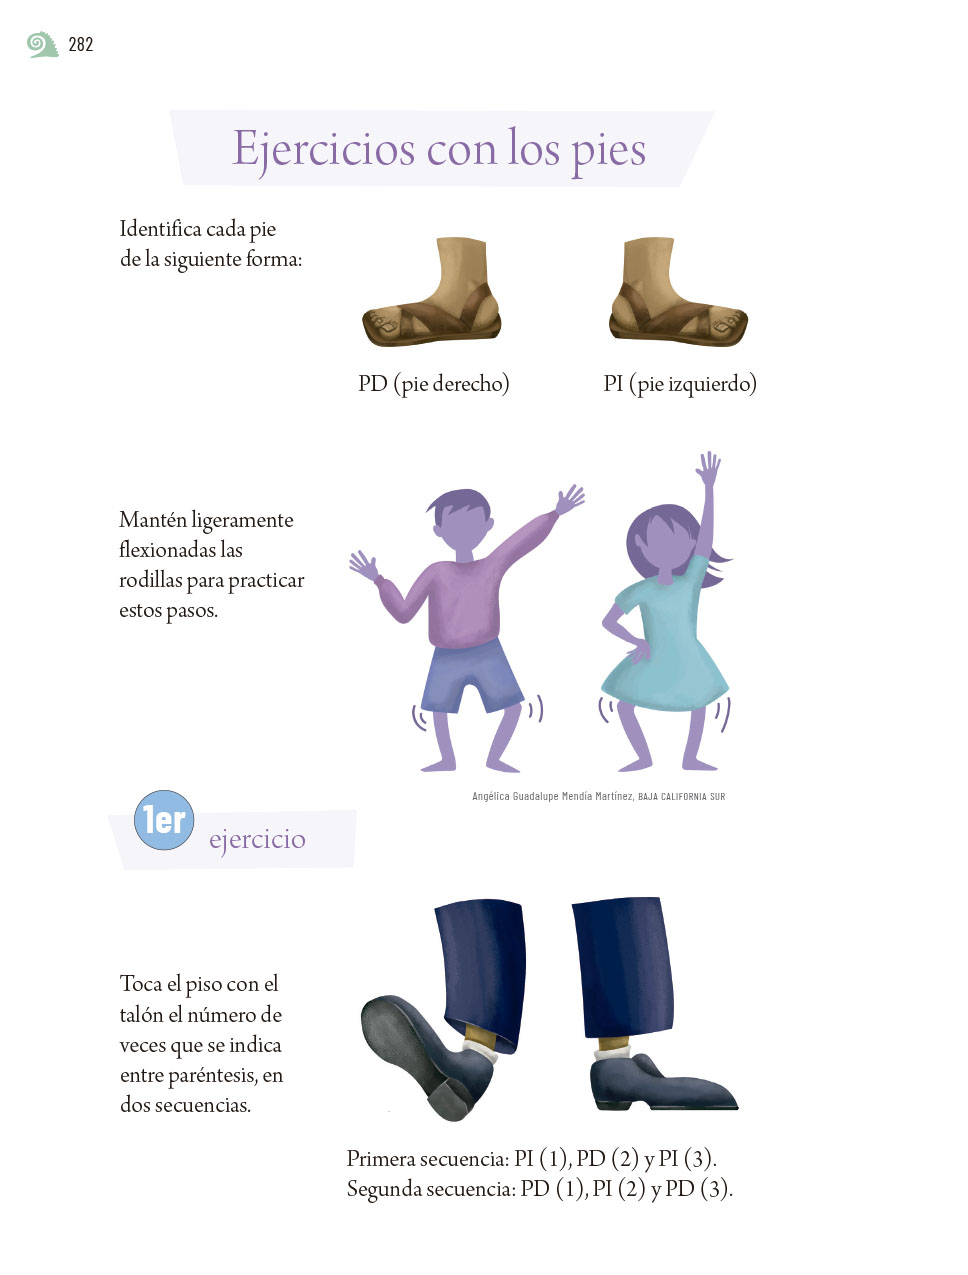 282
Ejercicios con los pies
Identifica cada pie
de la siguiente forma:
PD (pie derecho)
PI (pie izquierdo)
Mantén ligeramente
flexionadas las
rodillas para practicar
estos pasos.
Angélica Guadalupe Mendía Martínez, BAJA CALIFORNIA SUR
1er
ejercicio
Toca el piso con el
talón el número de
veces que se indica
entre paréntesis, en
dos secuencias.
Primera secuencia: PI (1), PD (2) y PI (3).
Segunda secuencia: PD (1), PI (2) y PD (3).